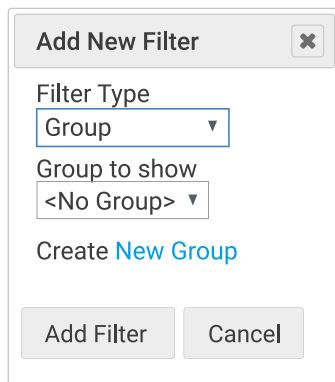 Add New Filter
Filter Type
Group
Group to show
<No Group>
Create New Group
Add Filter Cancel